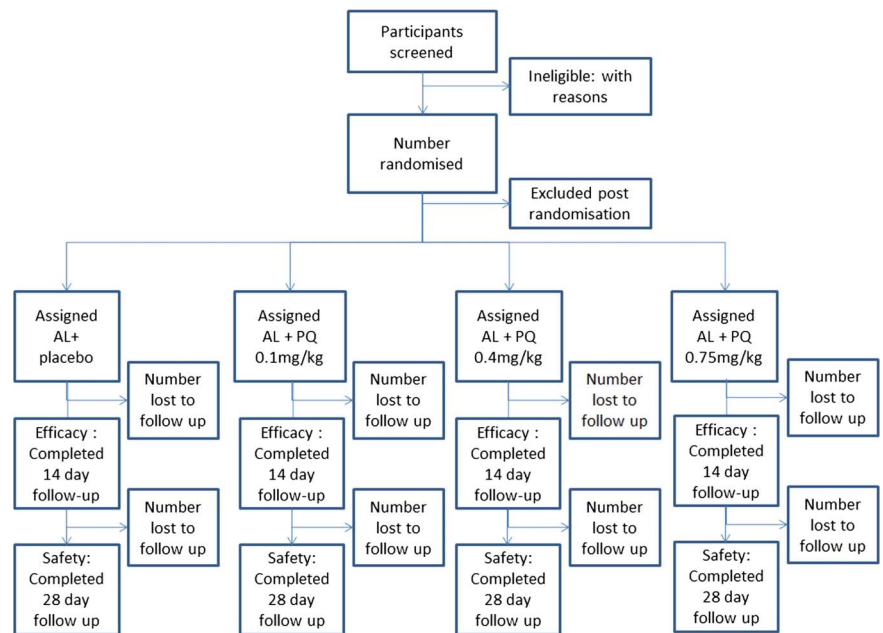 Participants
screened
Ineligible: with
reasons
Number
randomised
Excluded post
randomisation
Assigned
AL+
placebo
Assigned
AL + PQ
0.1mg/kg
Assigned
AL + PQ
0.4mg/kg
Assigned
AL + PQ
0.75mg/kg
Number
lost to
follow up
Number
lost to
follow up
Number
lost to
follow up
Number
lost to
follow up
Efficacy :
Completed
14 day
follow-up
Efficacy :
Completed
14 day
follow-up
Efficacy :
Completed
14 day
follow-up
Efficacy :
Completed
14 day
follow-up
Number
lost to
follow up
Number
lost to
follow up
Number
lost to
follow up
Number
lost to
follow up
Safety:
Completed
28 day
follow up
Safety:
Completed
28 day
follow up
Safety:
Completed
28 day
follow up
Safety:
Completed
28 day
follow up